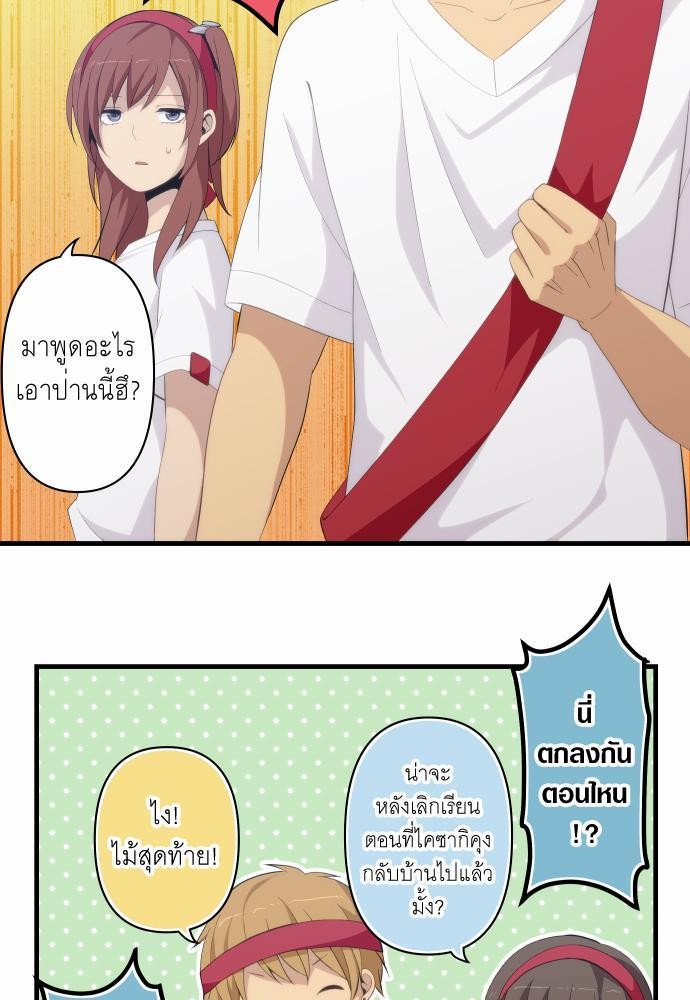 มาพูดอะไร
เอาป่านนี้ฮึ?
นี่
ตกลงกัน
ตอนไหน
!?
น่าจะ
หลังเลิกเรียน
ตอนที่ไคซากิคุง
กลับบ้านไปแล้ว
มั้ง?
ไง!
ไม้สุดท้าย!